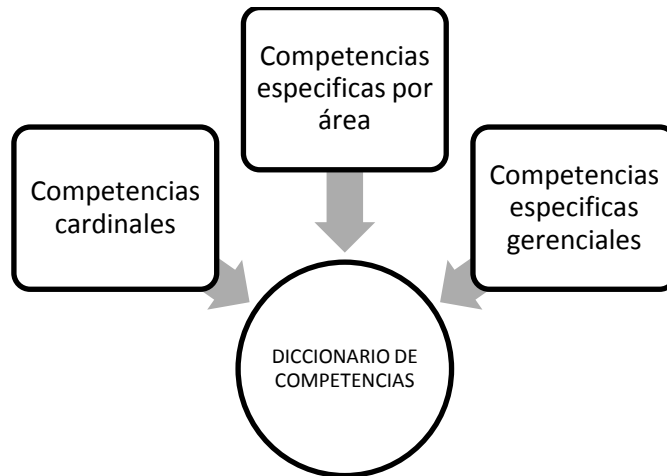 Competencias
especificas por
área
Competencias
cardinales
Competencias
especificas
gerenciales
DICCIONARIO DE
COMPETENCIAS